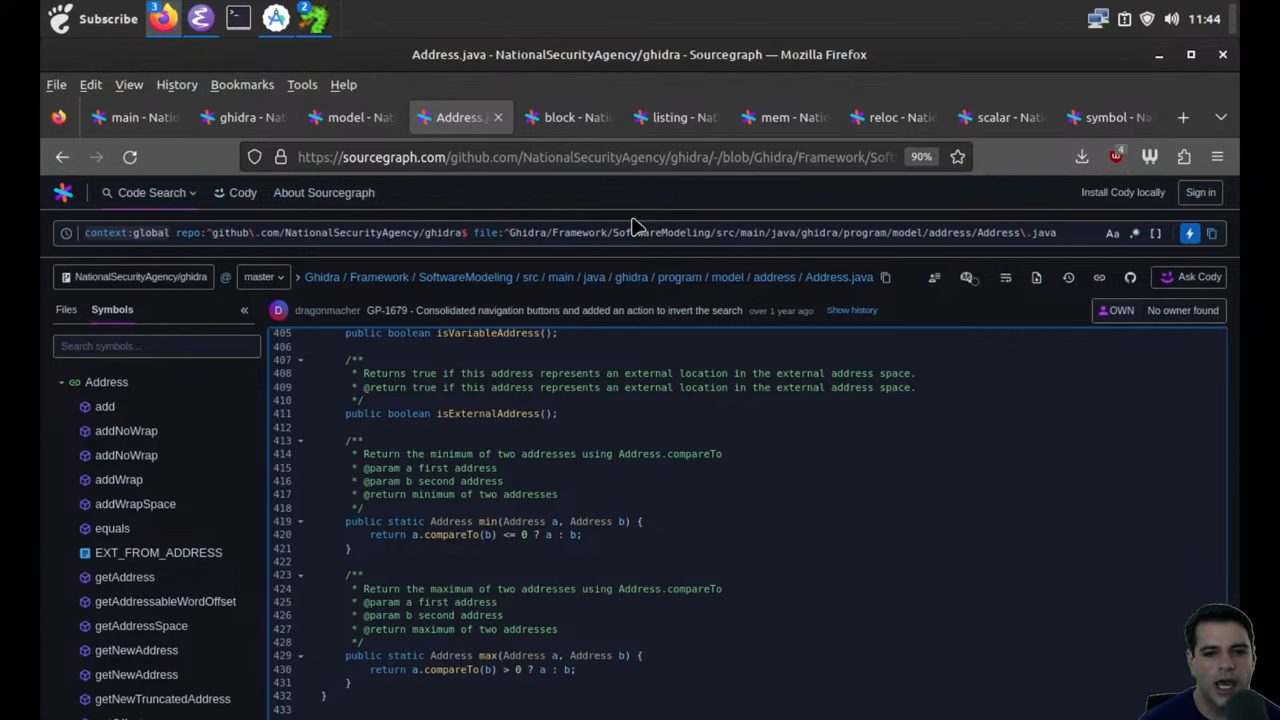 Subscribe
3
2
11:44
Address.java - NationalSecurityAgency/ghidra - Sourcegraph — Mozilla Firefox
File Edit View History Bookmarks Tools Help
main - Natio
ghidra - Nat
model - Nat
Address.j
block - Natio
listing - Nati
mem - Natio
reloc - Natio
scalar - Nati
symbol - Na
https://sourcegraph.com/github.com/NationalSecurityAgency/ghidra/-/blob/Ghidra/Framework/Soft
90%
4
Code Search
Cody
About Sourcegraph
Install Cody locally
Sign in
context:global repo:^github\.com/NationalSecurityAgency/ghidra$ file:^Ghidra/Framework/SoftwareModeling/src/main/java/ghidra/program/model/address/Address\.java
Aa
NationalSecurityAgency/ghidra @ master
Ghidra / Framework / SoftwareModeling / src / main / java / ghidra / program / model / address / Address.java
Ask Cody
Files Symbols
D dragonmacher GP-1679 - Consolidated navigation buttons and added an action to invert the search over 1 year ago Show history
OWN No owner found
Search symbols...
Address
add
addNoWrap
addNoWrap
addWrap
addWrapSpace
equals
EXT_FROM_ADDRESS
getAddress
getAddressableWordOffset
getAddressSpace
getNewAddress
getNewAddress
getNewTruncatedAddress
405 public boolean isVariableAddress();
406
407 /**
408 * Returns true if this address represents an external location in the external address space.
409 * @return true if this address represents an external location in the external address space.
410 */
411 public boolean isExternalAddress();
412
413 /**
414 * Return the minimum of two addresses using Address.compareTo
415 * @param a first address
416 * @param b second address
417 * @return minimum of two addresses
418 */
419 public static Address min(Address a, Address b) {
420 return a.compareTo(b) <= 0 ? a : b;
421 }
422
423 /**
424 * Return the maximum of two addresses using Address.compareTo
425 * @param a first address
426 * @param b second address
427 * @return maximum of two addresses
428 */
429 public static Address max(Address a, Address b) {
430 return a.compareTo(b) > 0 ? a : b;
431 }
432 }
433